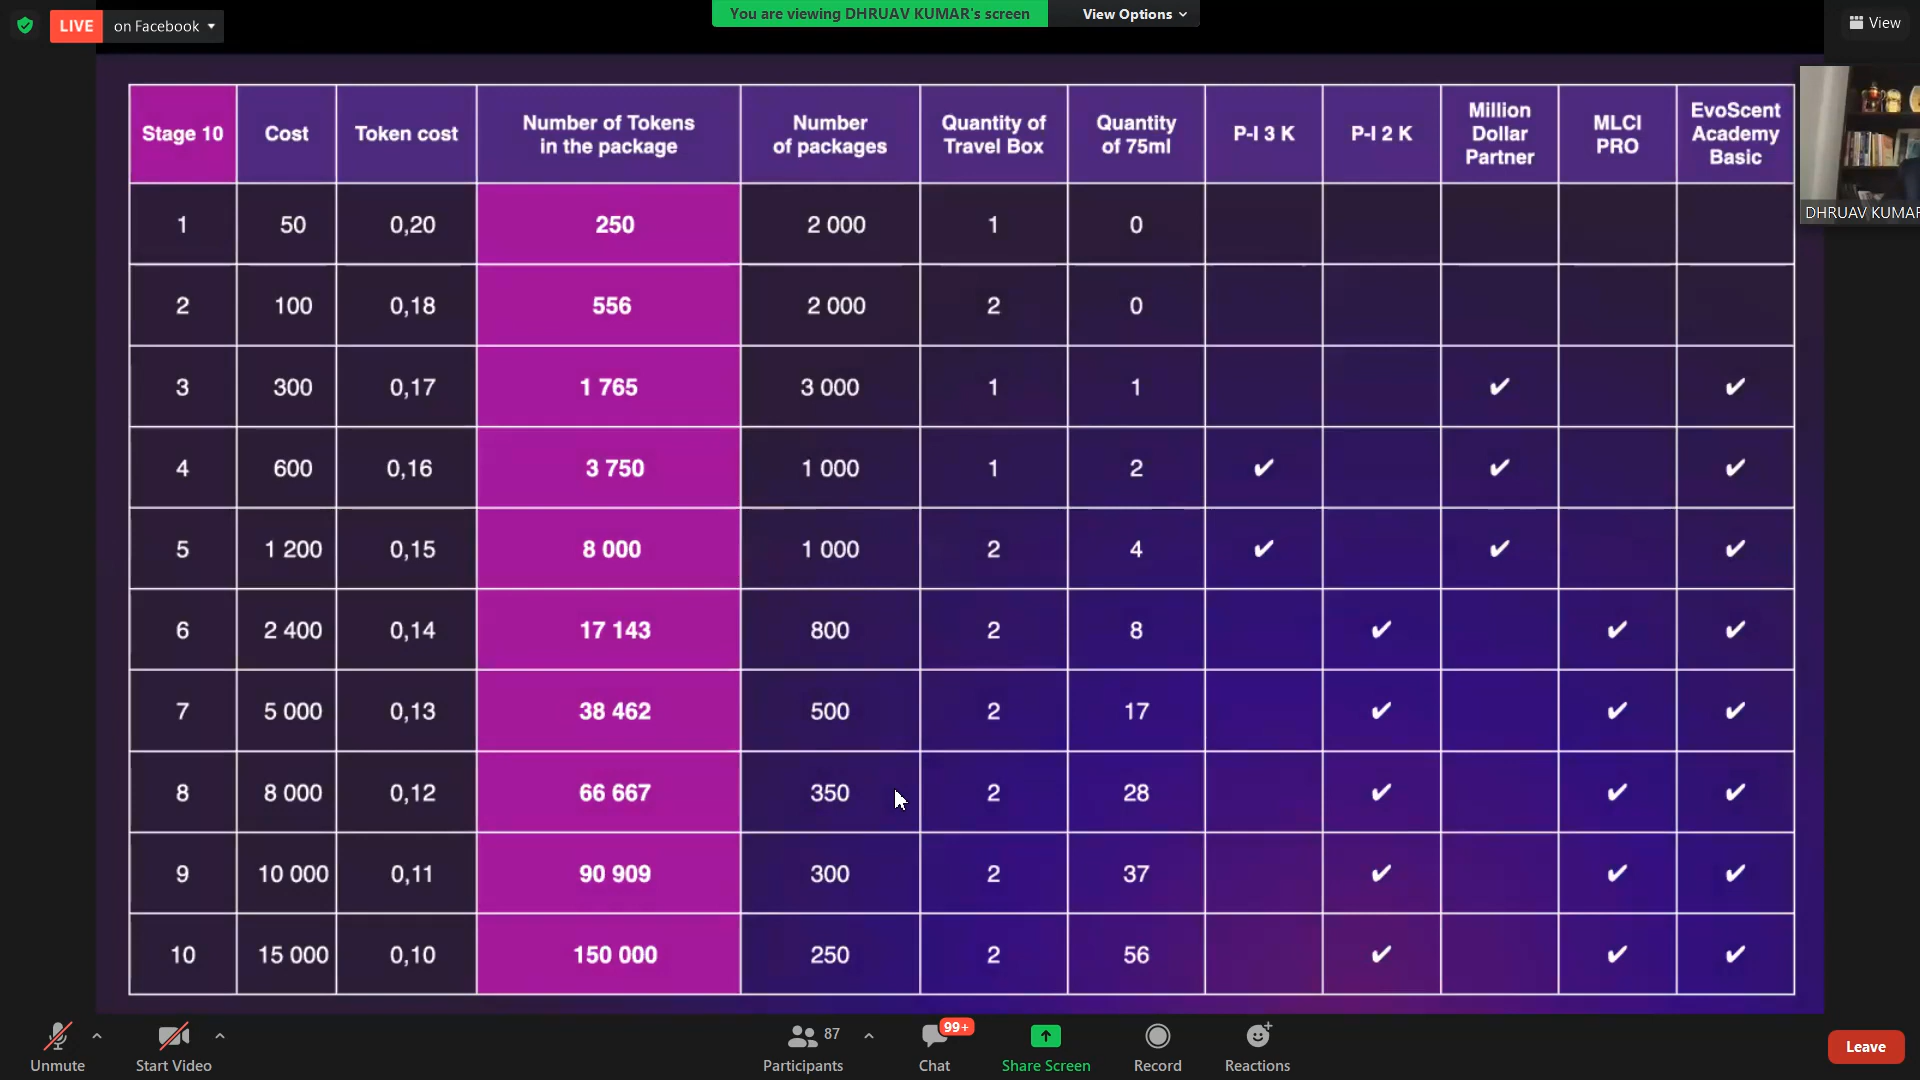 LIVE on Facebook
You are viewing DHRUAV KUMAR's screen View Options
View
Stage 10 Cost Token cost Number of Tokens in the package Number of packages Quantity of Travel Box Quantity of 75ml P-I 3 K P-I 2 K Million Dollar Partner MLCI PRO EvoScent Academy Basic
1 50 0,20 250 2 000 1 0
2 100 0,18 556 2 000 2 0
3 300 0,17 1 765 3 000 1 1 ✔ ✔
4 600 0,16 3 750 1 000 1 2 ✔ ✔ ✔
5 1 200 0,15 8 000 1 000 2 4 ✔ ✔ ✔
6 2 400 0,14 17 143 800 2 8 ✔ ✔ ✔
7 5 000 0,13 38 462 500 2 17 ✔ ✔ ✔
8 8 000 0,12 66 667 350 2 28 ✔ ✔ ✔
9 10 000 0,11 90 909 300 2 37 ✔ ✔ ✔
10 15 000 0,10 150 000 250 2 56 ✔ ✔ ✔
DHRUAV KUMAR
87 99+
Unmute Start Video Participants Chat Share Screen Record Reactions Leave